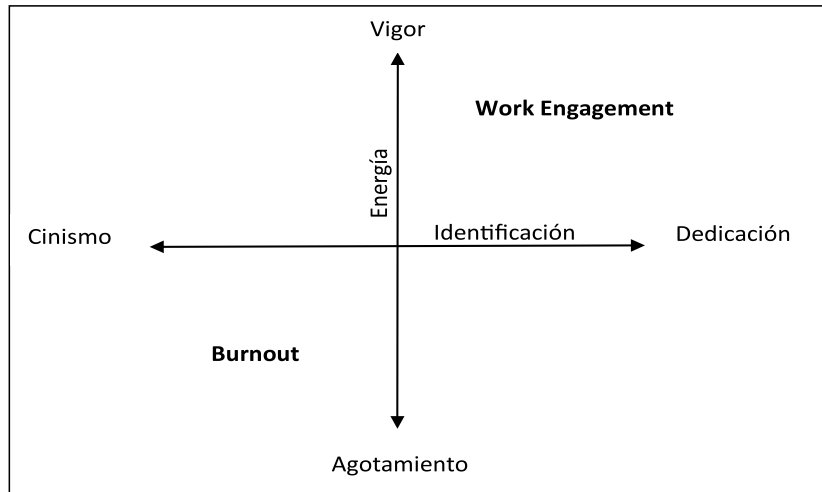 Vigor
Work Engagement
Energía
Cinismo
Identificación
Dedicación
Burnout
Agotamiento